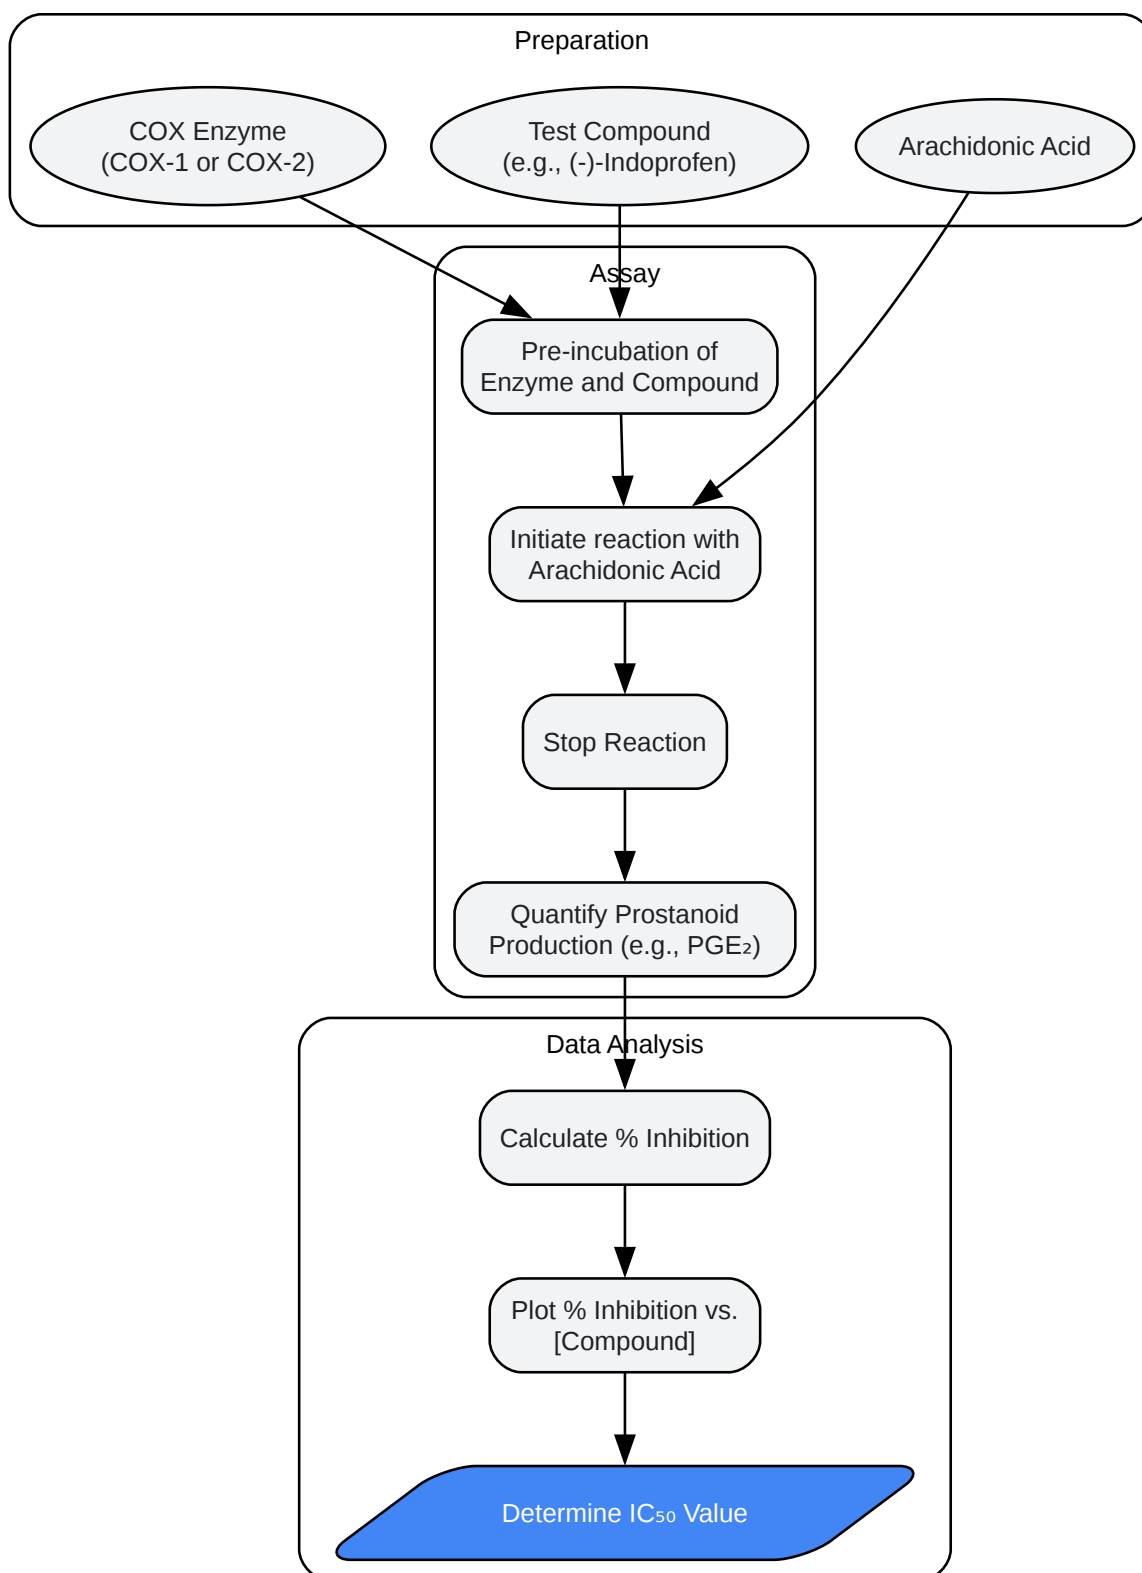 Preparation
COX Enzyme
(COX-1 or COX-2)
Test Compound
(e.g., (-)-Indoprofen)
Arachidonic Acid
Assay
Pre-incubation of
Enzyme and Compound
Initiate reaction with
Arachidonic Acid
Stop Reaction
Quantify Prostanoid
Production (e.g., PGE₂)
Data Analysis
Calculate % Inhibition
Plot % Inhibition vs.
[Compound]
Determine IC₅₀ Value